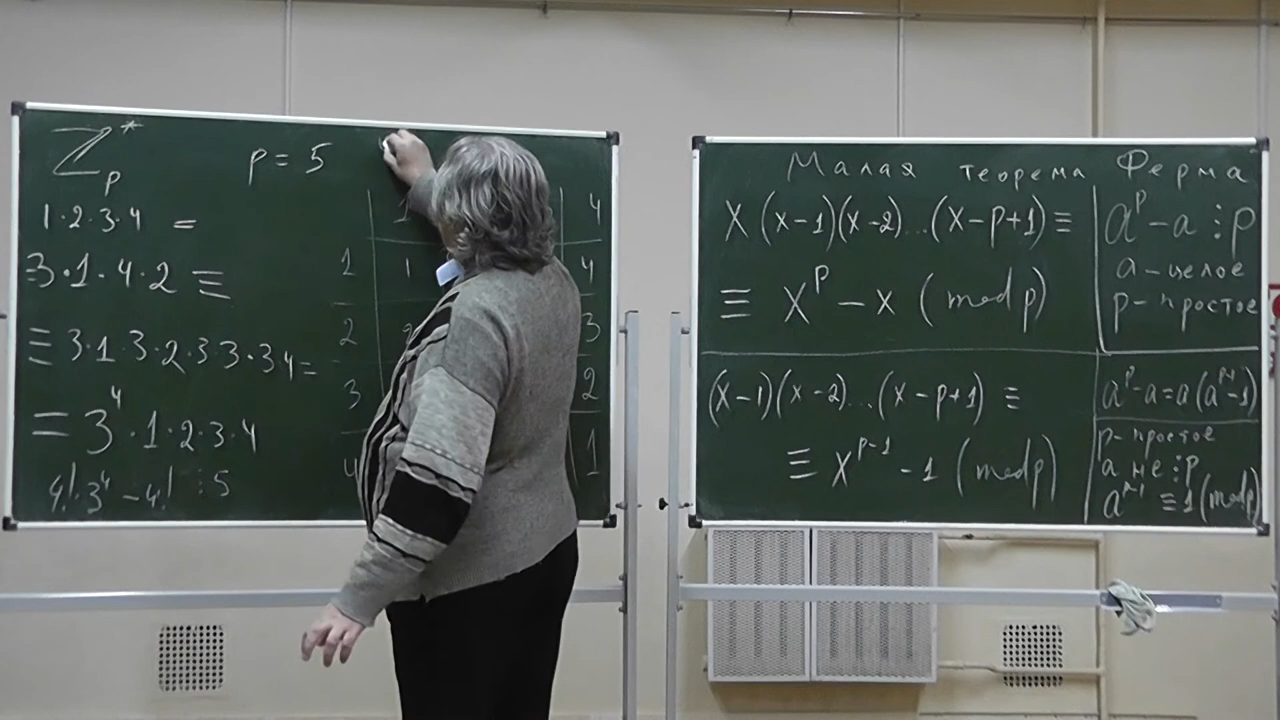 Z*ₚ
p = 5
1·2·3·4 =
≡3·1·4·2 ≡
≡ 3·1·3·2·3·3·3·4 =
= 3⁴·1·2·3·4
4!·3⁴ - 4! ⋮ 5
1 4
1 1 4
2 3
3 2
4 1
Малая теорема Ферма
x(x-1)(x-2)...(x-p+1) ≡
≡ xᵖ - x (mod p)
(x-1)(x-2)...(x-p+1) ≡
≡ xᵖ⁻¹ - 1 (mod p)
aᵖ - a ⋮ p
a - целое
p - простое
aᵖ - a = a(aᵖ⁻¹ - 1)
p - простое
a не ⋮ p
aᵖ⁻¹ ≡ 1 (mod p)